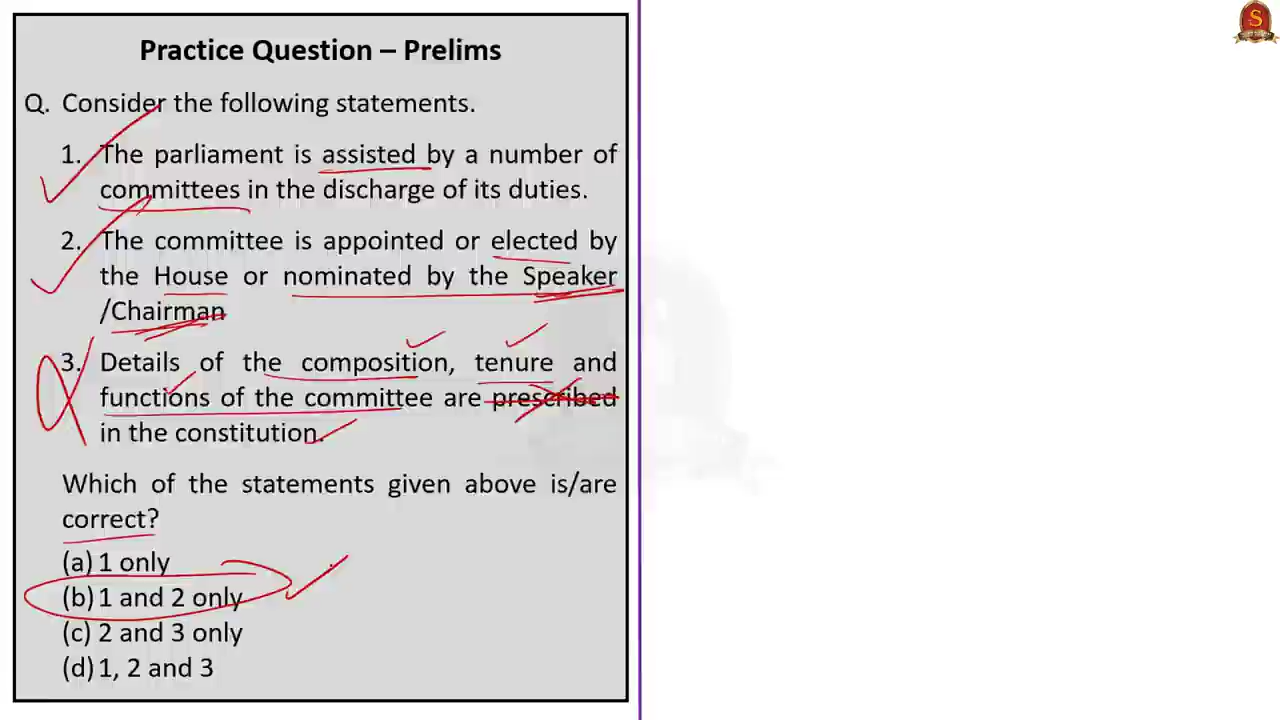 Practice Question – Prelims
Q. Consider the following statements.
1. The parliament is assisted by a number of
committees in the discharge of its duties.
2. The committee is appointed or elected by
the House or nominated by the Speaker
/Chairman
3. Details of the composition, tenure and
functions of the committee are prescribed
in the constitution.
Which of the statements given above is/are
correct?
(a) 1 only
(b) 1 and 2 only
(c) 2 and 3 only
(d) 1, 2 and 3
S